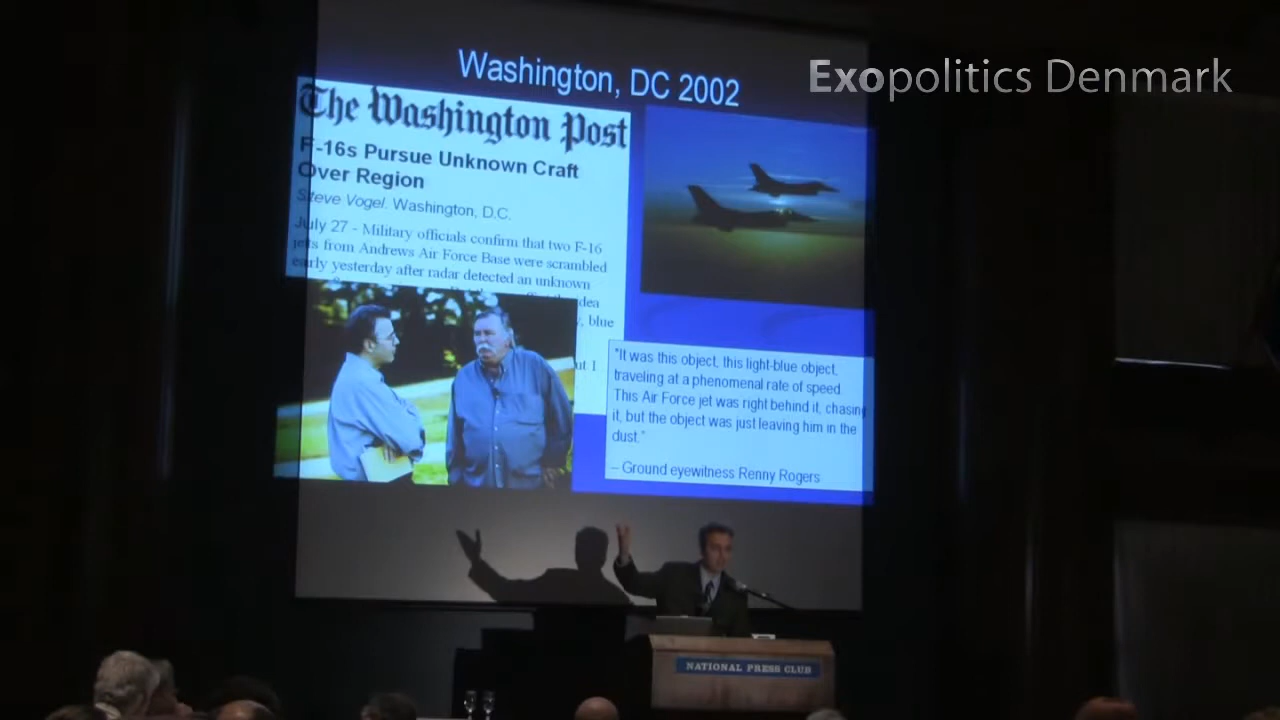 Exopolitics Denmark
Washington, DC 2002
The Washington Post
F-16s Pursue Unknown Craft
Over Region
Steve Vogel. Washington, D.C.
July 27 - Military officials confirm that two F-16
jets from Andrews Air Force Base were scrambled
early yesterday after radar detected an unknown
idea
, blue
ut I
"It was this object, this light-blue object,
traveling at a phenomenal rate of speed.
This Air Force jet was right behind it, chasing
it, but the object was just leaving him in the
dust."
– Ground eyewitness Renny Rogers
NATIONAL PRESS CLUB